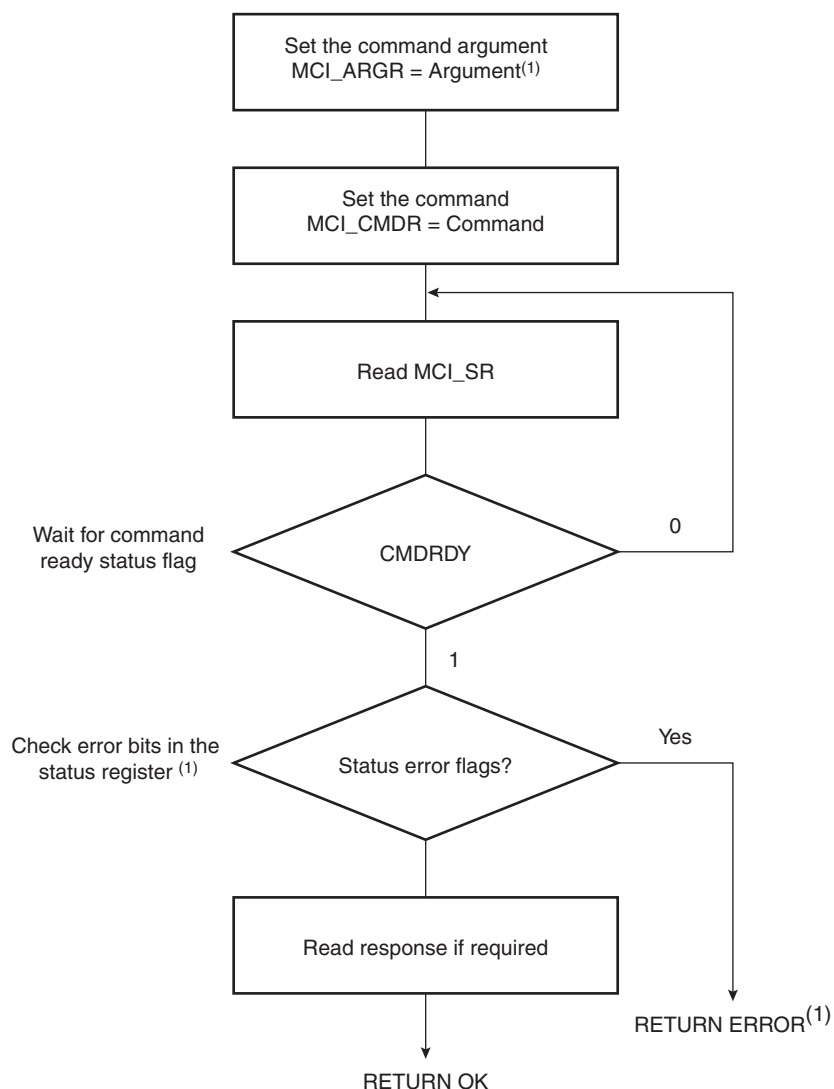 Set the command argument
MCI_ARGR = Argument(1)
Set the command
MCI_CMDR = Command
Read MCI_SR
Wait for command
ready status flag
CMDRDY
0
1
Check error bits in the
status register (1)
Status error flags?
Yes
Read response if required
RETURN ERROR(1)
RETURN OK